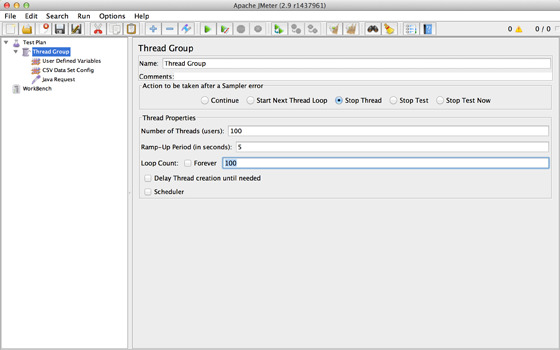 Apache JMeter (2.9 r1437961)
File Edit Search Run Options Help
0 0 / 0
Test Plan
Thread Group
User Defined Variables
CSV Data Set Config
Java Request
WorkBench
Thread Group
Name: Thread Group
Comments:
Action to be taken after a Sampler error
Continue Start Next Thread Loop Stop Thread Stop Test Stop Test Now
Thread Properties
Number of Threads (users): 100
Ramp-Up Period (in seconds): 5
Loop Count: Forever 100
Delay Thread creation until needed
Scheduler